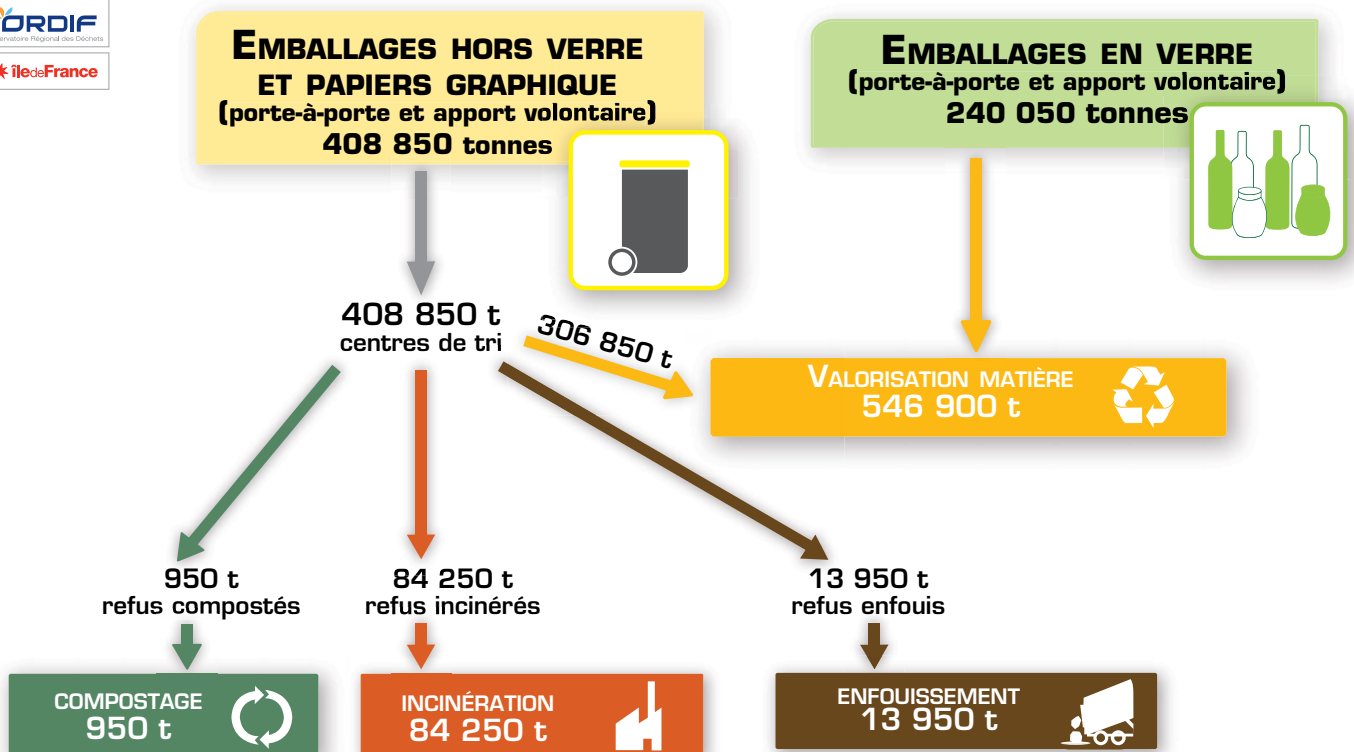 ORDIF
servatoire Régional des Déchets
îledeFrance
EMBALLAGES HORS VERRE
ET PAPIERS GRAPHIQUE
(porte-à-porte et apport volontaire)
408 850 tonnes
EMBALLAGES EN VERRE
(porte-à-porte et apport volontaire)
240 050 tonnes
408 850 t
centres de tri
306 850 t
VALORISATION MATIÈRE
546 900 t
950 t
refus compostés
84 250 t
refus incinérés
13 950 t
refus enfouis
COMPOSTAGE
950 t
INCINÉRATION
84 250 t
ENFOUISSEMENT
13 950 t